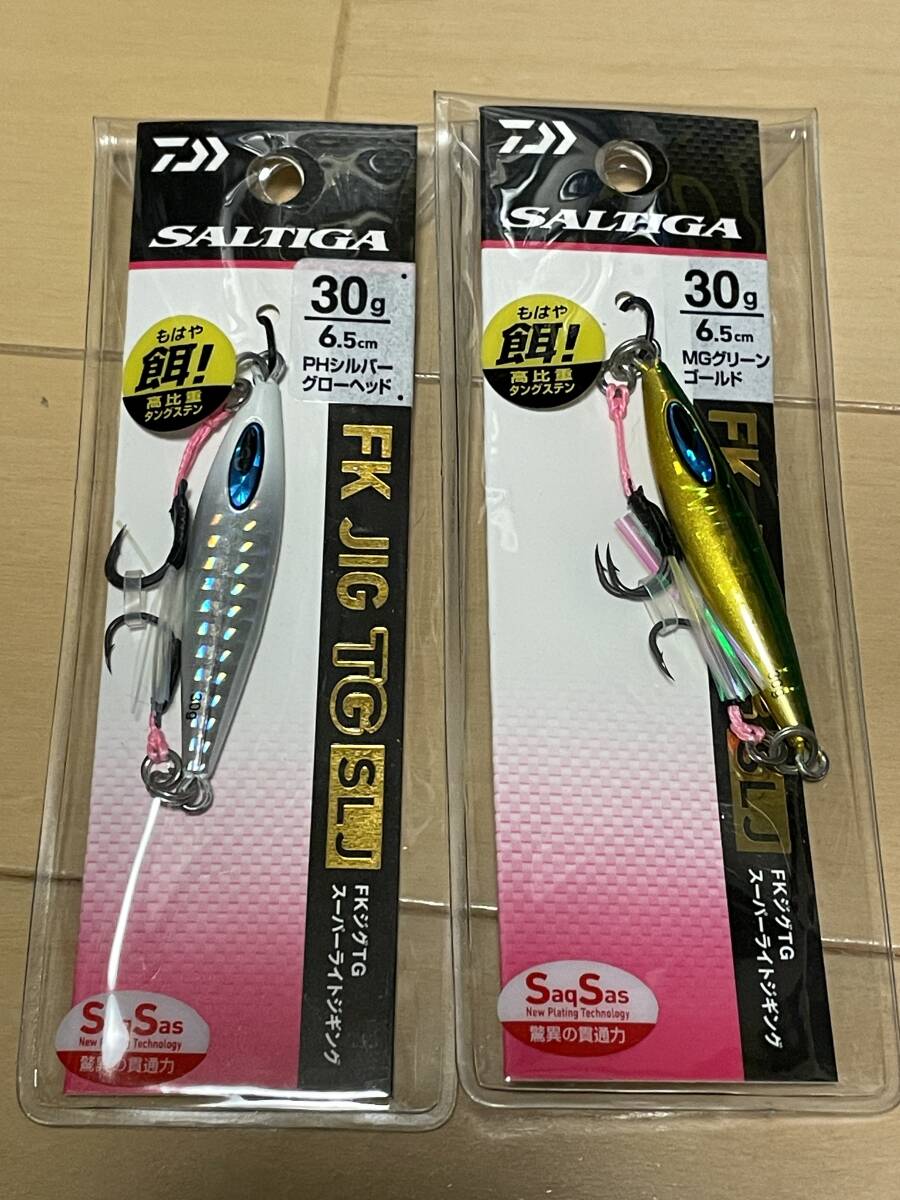 SALTIGA
30g
6.5cm
PHシルバー
グローヘッド
もはや
餌!
高比重
タングステン
FK JIG TG SLJ
30g
FKジグTG
スーパーライトジギング
SaqSas
New Plating Technology
驚異の貫通力
SALTIGA
30g
6.5cm
MGグリーン
ゴールド
もはや
餌!
高比重
タングステン
FK
SLJ
30g
FKジグTG
スーパーライトジギング
SaqSas
New Plating Technology
驚異の貫通力